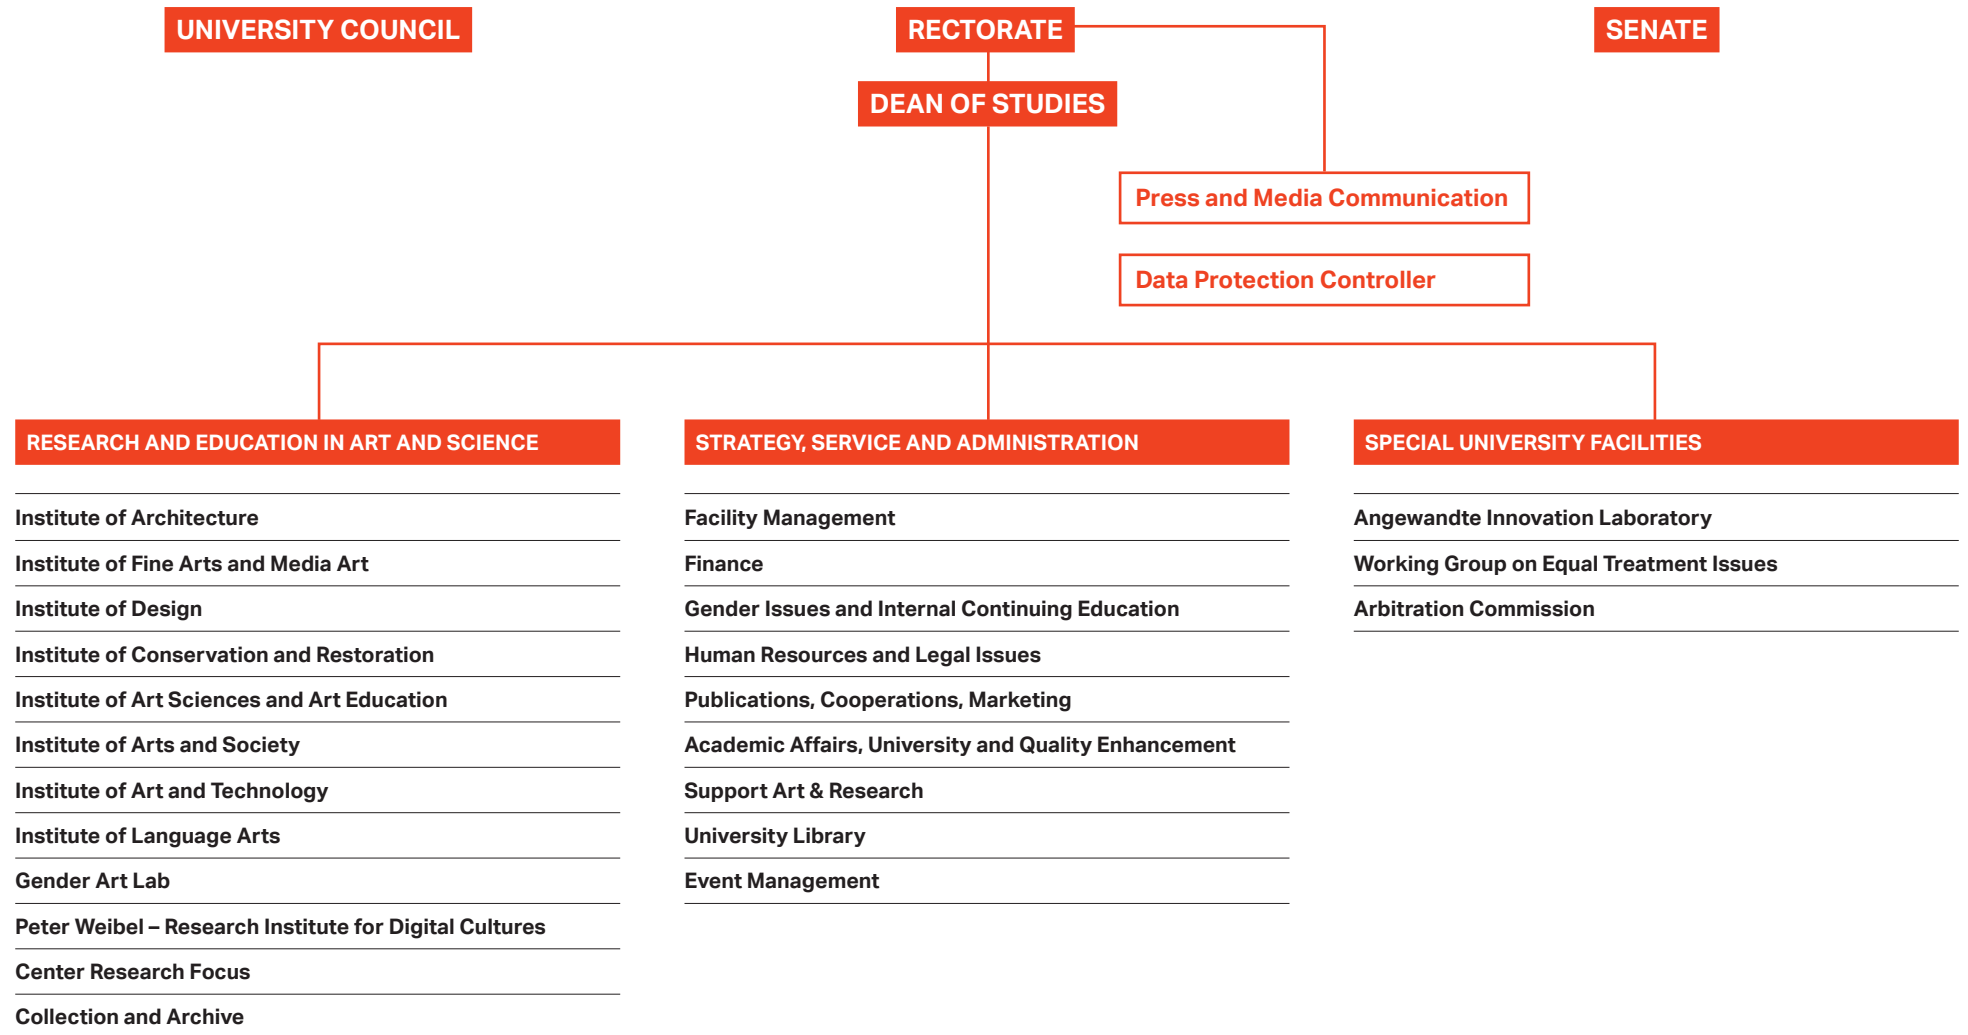 UNIVERSITY COUNCIL
RECTORATE
SENATE
DEAN OF STUDIES
Press and Media Communication
Data Protection Controller
RESEARCH AND EDUCATION IN ART AND SCIENCE
Institute of Architecture
Institute of Fine Arts and Media Art
Institute of Design
Institute of Conservation and Restoration
Institute of Art Sciences and Art Education
Institute of Arts and Society
Institute of Art and Technology
Institute of Language Arts
Gender Art Lab
Peter Weibel – Research Institute for Digital Cultures
Center Research Focus
Collection and Archive
STRATEGY, SERVICE AND ADMINISTRATION
Facility Management
Finance
Gender Issues and Internal Continuing Education
Human Resources and Legal Issues
Publications, Cooperations, Marketing
Academic Affairs, University and Quality Enhancement
Support Art & Research
University Library
Event Management
SPECIAL UNIVERSITY FACILITIES
Angewandte Innovation Laboratory
Working Group on Equal Treatment Issues
Arbitration Commission